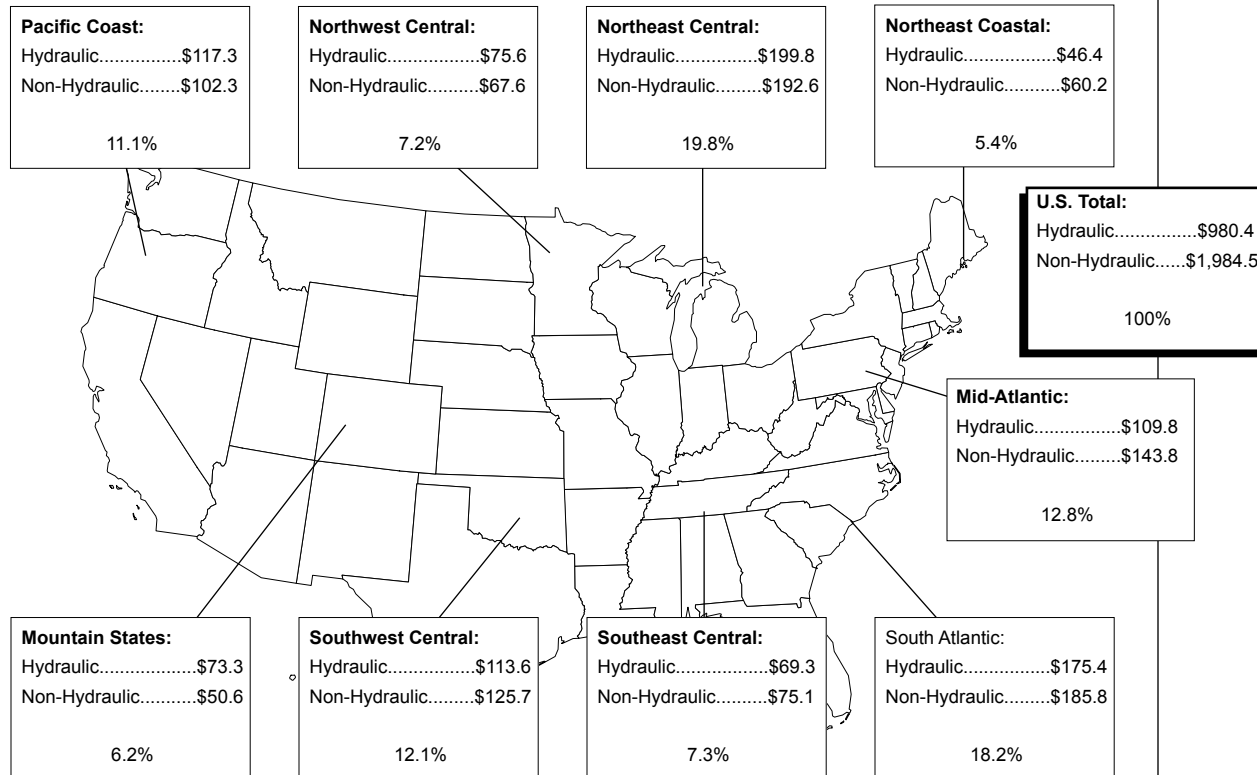 Pacific Coast:
Hydraulic................$117.3
Non-Hydraulic........$102.3
11.1%
Northwest Central:
Hydraulic..................$75.6
Non-Hydraulic..........$67.6
7.2%
Northeast Central:
Hydraulic................$199.8
Non-Hydraulic.......$192.6
19.8%
Northeast Coastal:
Hydraulic..................$46.4
Non-Hydraulic..........$60.2
5.4%
U.S. Total:
Hydraulic................$980.4
Non-Hydraulic......$1,984.5
100%
Mid-Atlantic:
Hydraulic.................$109.8
Non-Hydraulic.........$143.8
12.8%
Mountain States:
Hydraulic..................$73.3
Non-Hydraulic..........$50.6
6.2%
Southwest Central:
Hydraulic................$113.6
Non-Hydraulic........$125.7
12.1%
Southeast Central:
Hydraulic..................$69.3
Non-Hydraulic..........$75.1
7.3%
South Atlantic:
Hydraulic................$175.4
Non-Hydraulic........$185.8
18.2%